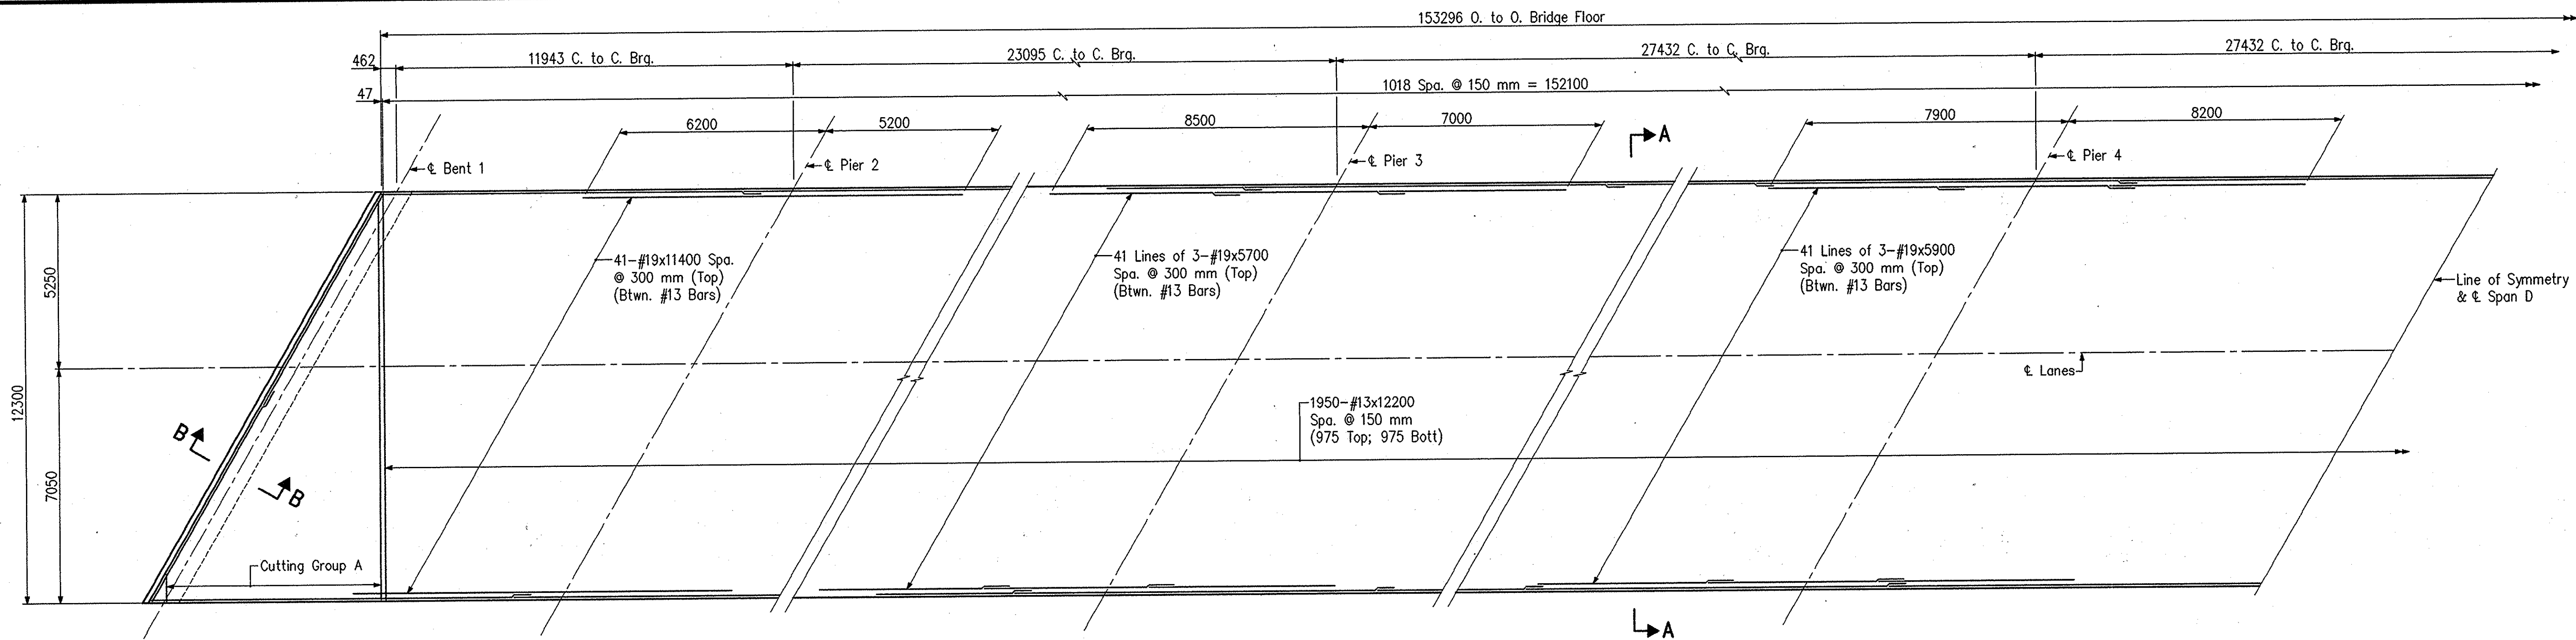 153296 O. to O. Bridge Floor
462
11943 C. to C. Brg.
23095 C. to C. Brg.
27432 C. to C. Brg.
27432 C. to C. Brg.
47
1018 Spa. @ 150 mm = 152100
6200
5200
8500
7000
7900
8200
A
℄ Bent 1
℄ Pier 2
℄ Pier 3
℄ Pier 4
12300
5250
7050
41-#19x11400 Spa.
@ 300 mm (Top)
(Btwn. #13 Bars)
41 Lines of 3-#19x5700
Spa. @ 300 mm (Top)
(Btwn. #13 Bars)
41 Lines of 3-#19x5900
Spa. @ 300 mm (Top)
(Btwn. #13 Bars)
Line of Symmetry
& ℄ Span D
℄ Lanes
1950-#13x12200
Spa. @ 150 mm
(975 Top; 975 Bott)
B
B
Cutting Group A
A